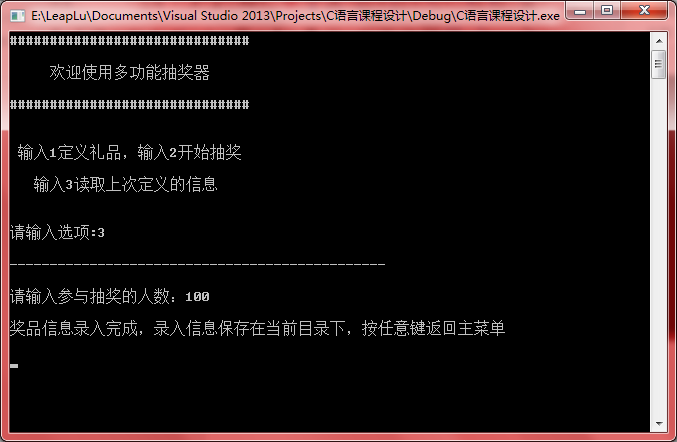 E:\LeapLu\Documents\Visual Studio 2013\Projects\C语言课程设计\Debug\C语言课程设计.exe
##############################
欢迎使用多功能抽奖器
##############################
输入1定义礼品，输入2开始抽奖
输入3读取上次定义的信息
请输入选项:3
-----------------------------------------------
请输入参与抽奖的人数：100
奖品信息录入完成，录入信息保存在当前目录下，按任意键返回主菜单